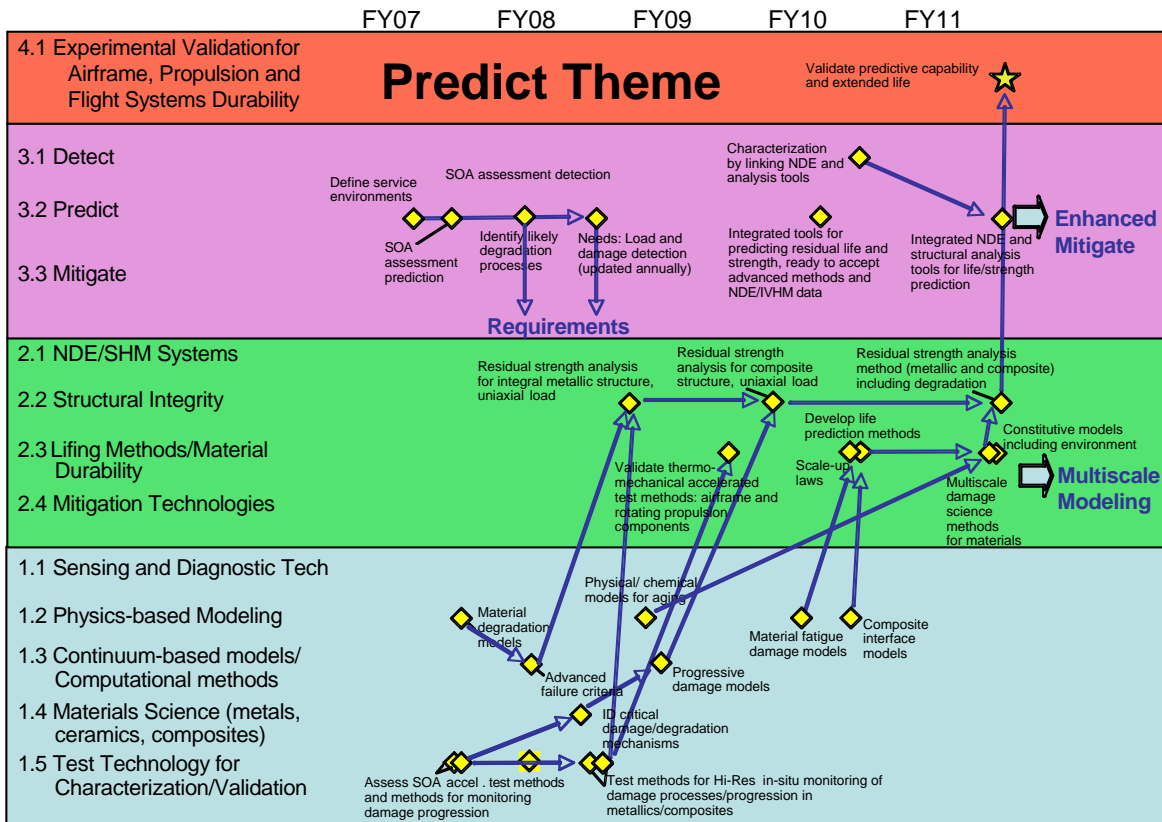 FY07 FY08 FY09 FY10 FY11
4.1 Experimental Validationfor
Airframe, Propulsion and
Flight Systems Durability
Predict Theme
Validate predictive capability
and extended life
3.1 Detect
3.2 Predict
3.3 Mitigate
Define service
environments
SOA assessment detection
SOA
assessment
prediction
Identify likely
degradation
processes
Needs: Load and
damage detection
(updated annually)
Requirements
Characterization
by linking NDE and
analysis tools
Integrated tools for
predicting residual life and
strength, ready to accept
advanced methods and
NDE/IVHM data
Integrated NDE and
structural analysis
tools for life/strength
prediction
Enhanced
Mitigate
2.1 NDE/SHM Systems
2.2 Structural Integrity
2.3 Lifing Methods/Material
Durability
2.4 Mitigation Technologies
Residual strength analysis
for integral metallic structure,
uniaxial load
Residual strength
analysis for composite
structure, uniaxial load
Residual strength analysis
method (metallic and composite)
including degradation
Validate thermo-
mechanical accelerated
test methods: airframe and
rotating propulsion
components
Develop life
prediction methods
Scale-up
laws
Constitutive models
including environment
Multiscale
damage
science
methods
for materials
Multiscale
Modeling
1.1 Sensing and Diagnostic Tech
1.2 Physics-based Modeling
1.3 Continuum-based models/
Computational methods
1.4 Materials Science (metals,
ceramics, composites)
1.5 Test Technology for
Characterization/Validation
Material
degradation
models
Advanced
failure criteria
Physical/ chemical
models for aging
Progressive
damage models
Material fatigue
damage models
Composite
interface
models
ID critical
damage/degradation
mechanisms
Assess SOA accel . test methods
and methods for monitoring
damage progression
Test methods for Hi-Res in-situ monitoring of
damage processes/progression in
metallics/composites